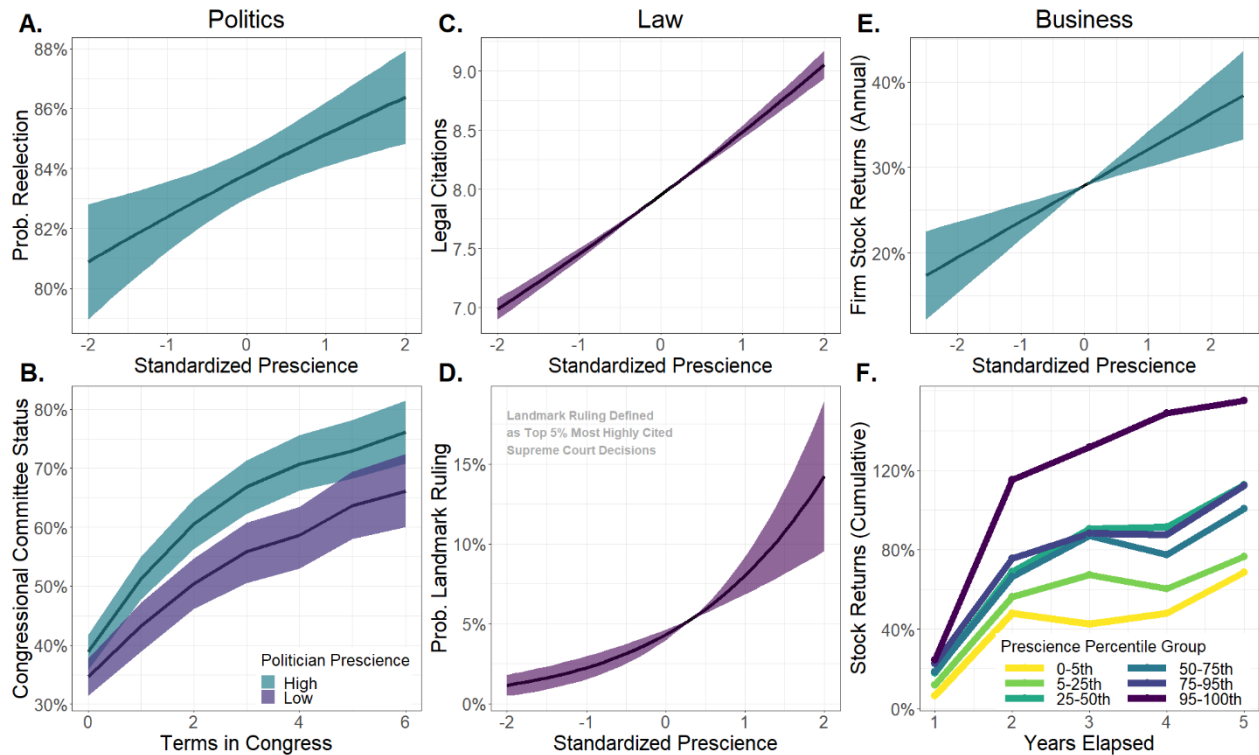 A.
Politics
Prob. Reelection
88%
86%
84%
82%
80%
-2 -1 0 1 2
Standardized Prescience
C.
Law
Legal Citations
9.0
8.5
8.0
7.5
7.0
-2 -1 0 1 2
Standardized Prescience
E.
Business
Firm Stock Returns (Annual)
40%
30%
20%
-2 -1 0 1 2
Standardized Prescience
B.
Congressional Committee Status
80%
70%
60%
50%
40%
30%
Politician Prescience
High
Low
0 2 4 6
Terms in Congress
D.
Prob. Landmark Ruling
Landmark Ruling Defined
as Top 5% Most Highly Cited
Supreme Court Decisions
15%
10%
5%
0%
-2 -1 0 1 2
Standardized Prescience
F.
Stock Returns (Cumulative)
120%
80%
40%
0%
Prescience Percentile Group
0-5th 50-75th
5-25th 75-95th
25-50th 95-100th
1 2 3 4 5
Years Elapsed